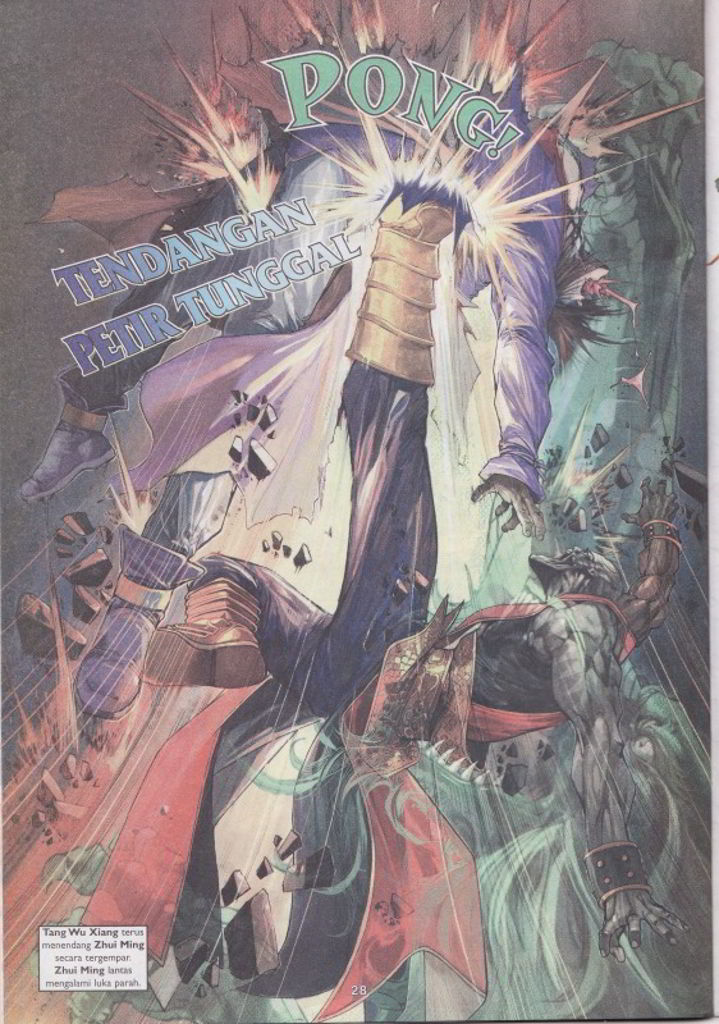 PONG!
TENDANGAN
PETIR TUNGGAL
Tang Wu Xiang terus
menendang Zhui Ming
secara tergempar.
Zhui Ming lantas
mengalami luka parah.
28